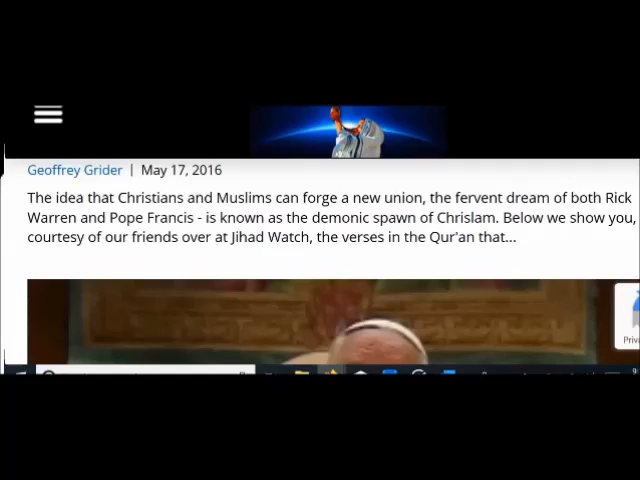 Geoffrey Grider | May 17, 2016
The idea that Christians and Muslims can forge a new union, the fervent dream of both Rick
Warren and Pope Francis - is known as the demonic spawn of Chrislam. Below we show you,
courtesy of our friends over at Jihad Watch, the verses in the Qur'an that...